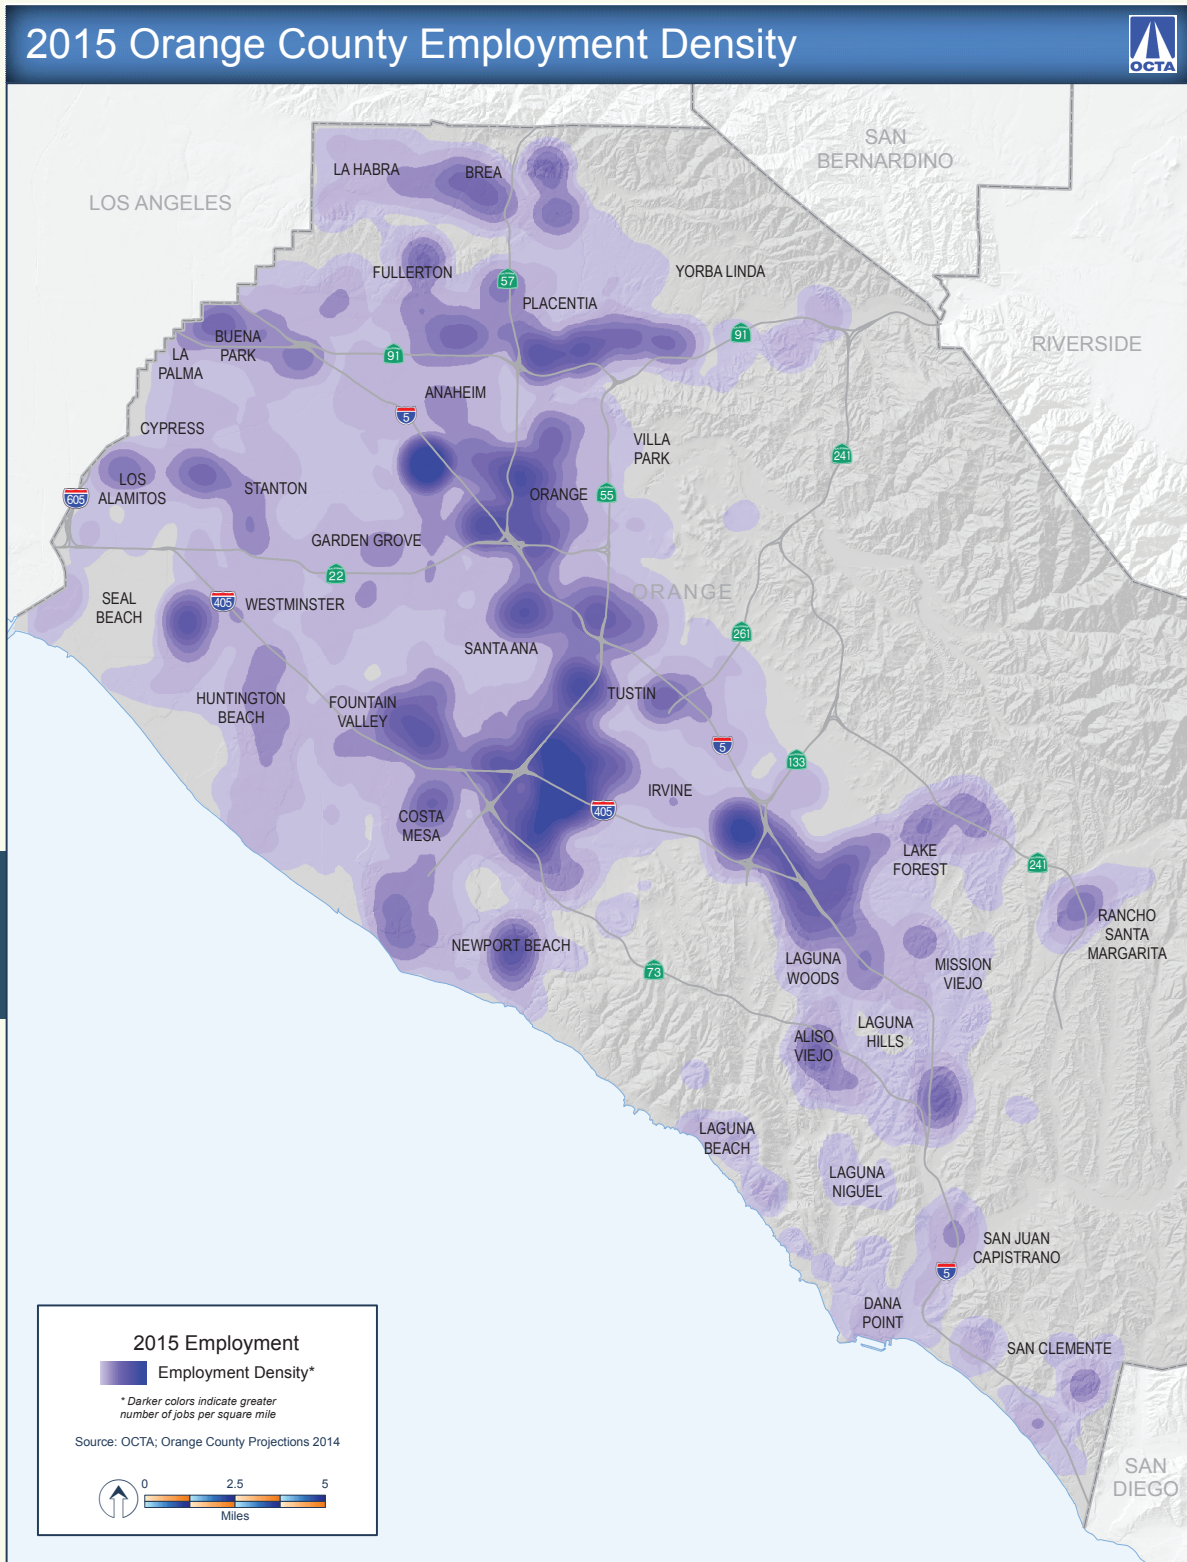 2015 Orange County Employment Density
OCTA
SAN
BERNARDINO
LOS ANGELES
LA HABRA
BREA
FULLERTON
57
PLACENTIA
YORBA LINDA
BUENA
PARK
LA
PALMA
91
91
RIVERSIDE
ANAHEIM
5
CYPRESS
VILLA
PARK
241
LOS
ALAMITOS
STANTON
ORANGE
55
605
GARDEN GROVE
22
ORANGE
SEAL
BEACH
405
WESTMINSTER
261
SANTA ANA
TUSTIN
HUNTINGTON
BEACH
FOUNTAIN
VALLEY
5
133
IRVINE
405
COSTA
MESA
LAKE
FOREST
241
RANCHO
SANTA
MARGARITA
NEWPORT BEACH
73
LAGUNA
WOODS
MISSION
VIEJO
LAGUNA
HILLS
ALISO
VIEJO
LAGUNA
BEACH
LAGUNA
NIGUEL
SAN JUAN
CAPISTRANO
5
DANA
POINT
SAN CLEMENTE
SAN
DIEGO
2015 Employment
Employment Density*
* Darker colors indicate greater
number of jobs per square mile
Source: OCTA; Orange County Projections 2014
0 2.5 5
Miles